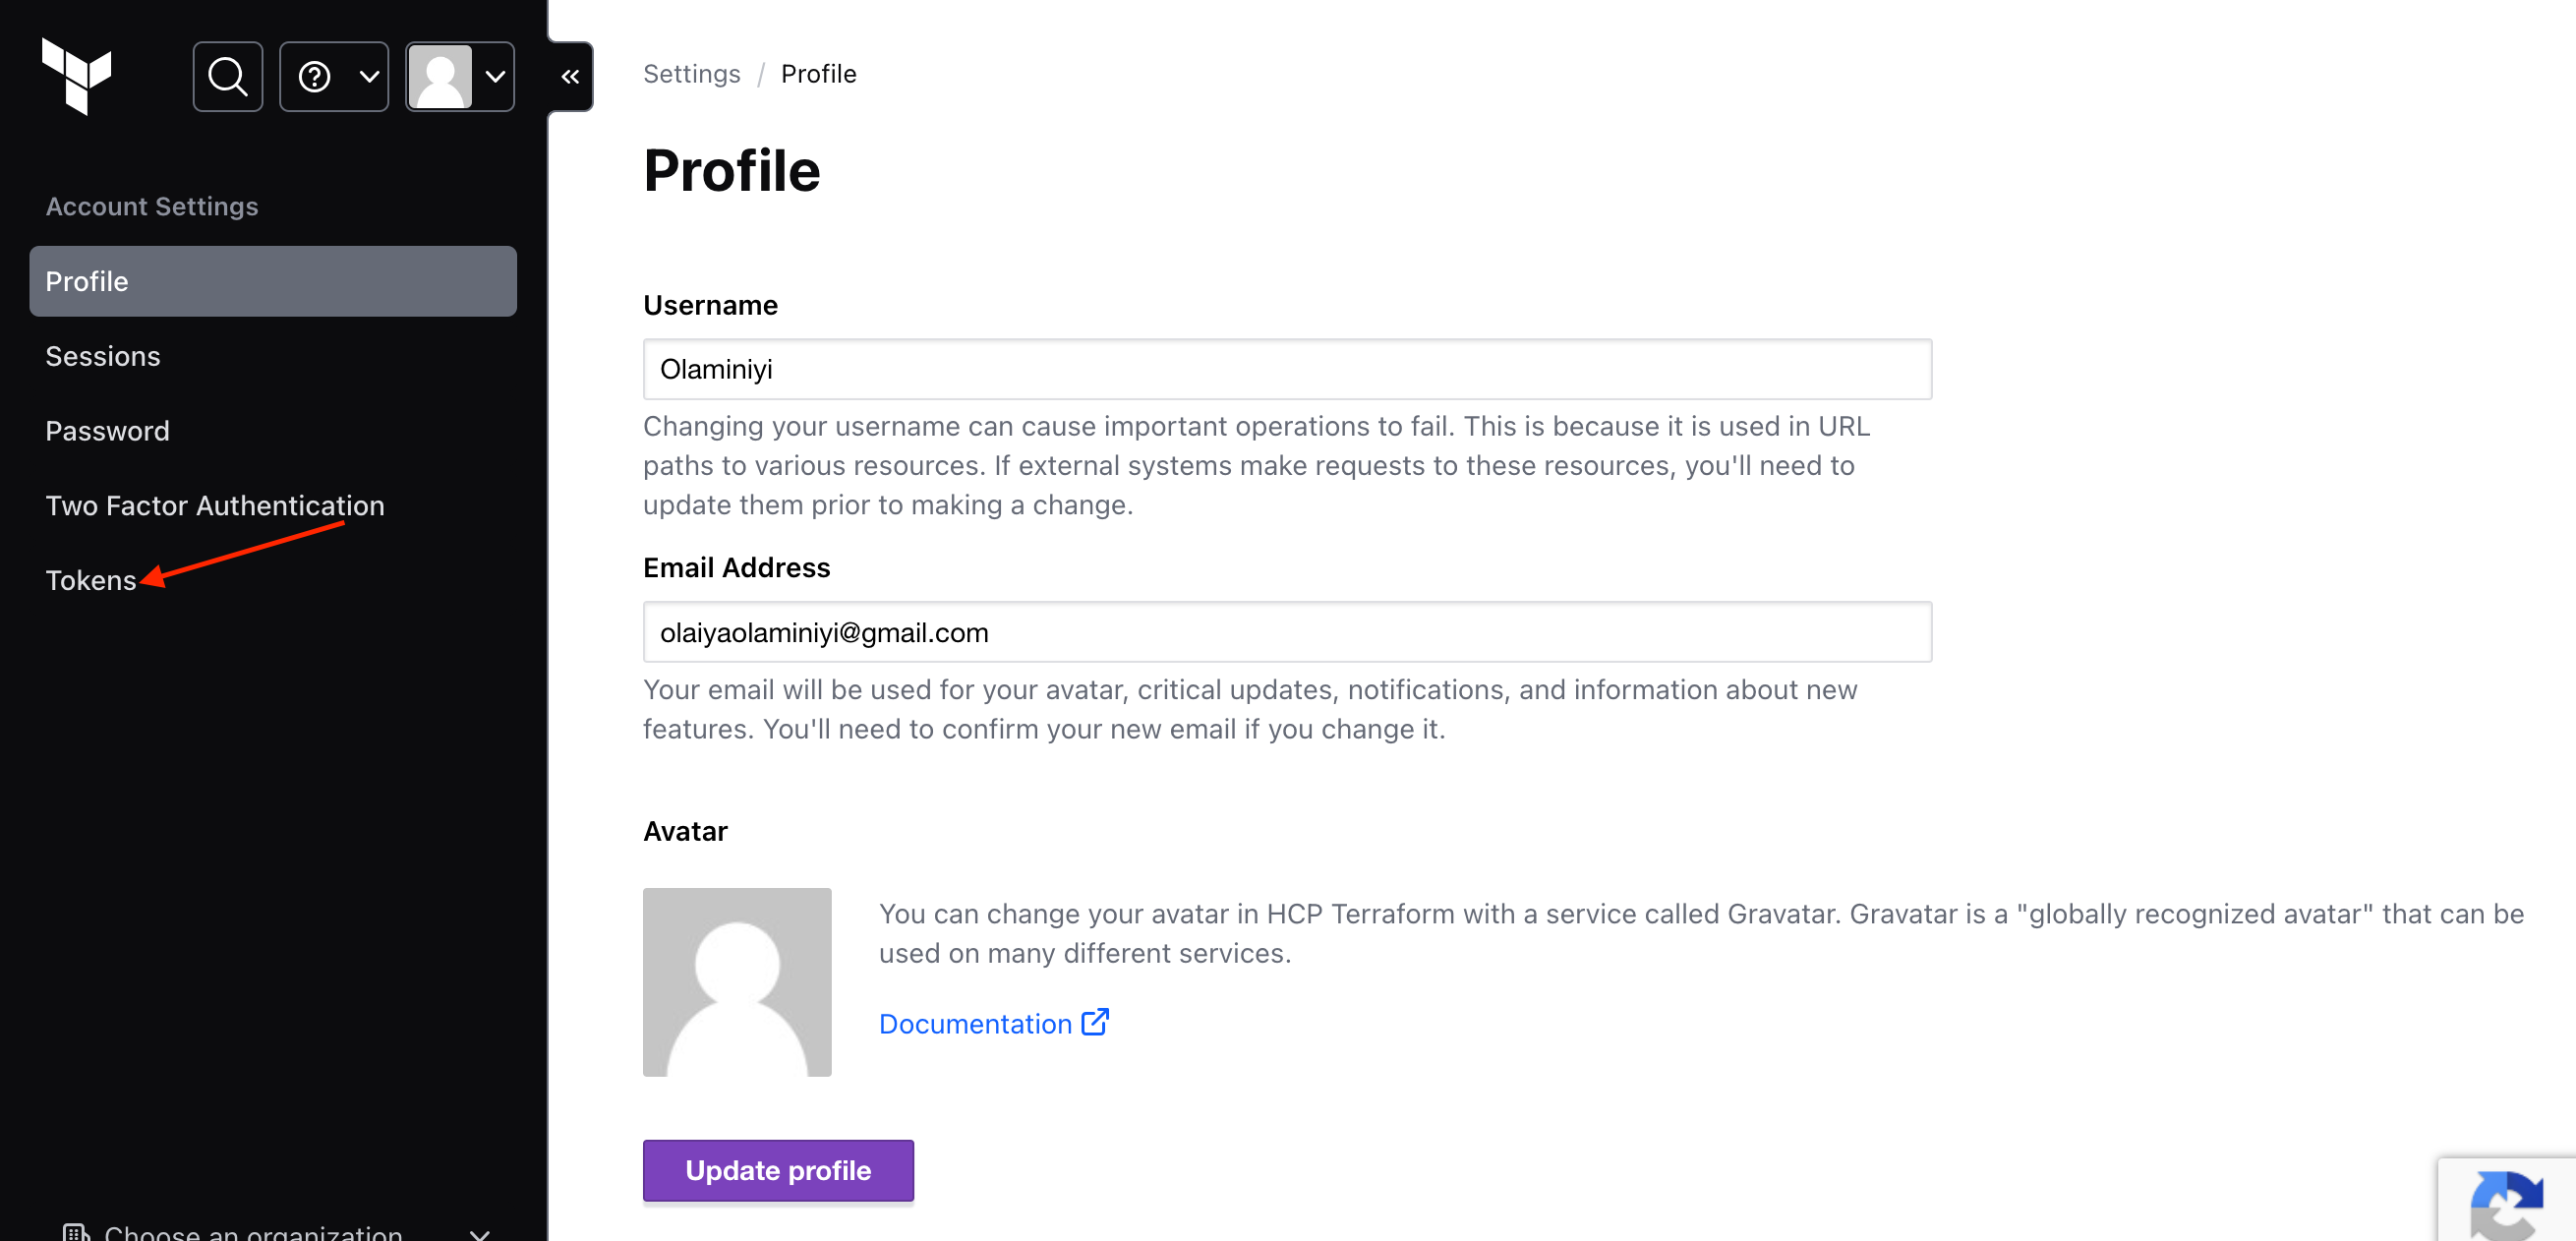 Account Settings
Profile
Sessions
Password
Two Factor Authentication
Tokens
Choose an organization
Settings / Profile
Profile
Username
Olaminiyi
Changing your username can cause important operations to fail. This is because it is used in URL
paths to various resources. If external systems make requests to these resources, you'll need to
update them prior to making a change.
Email Address
olaiyaolaminiyi@gmail.com
Your email will be used for your avatar, critical updates, notifications, and information about new
features. You'll need to confirm your new email if you change it.
Avatar
You can change your avatar in HCP Terraform with a service called Gravatar. Gravatar is a "globally recognized avatar" that can be
used on many different services.
Documentation
Update profile